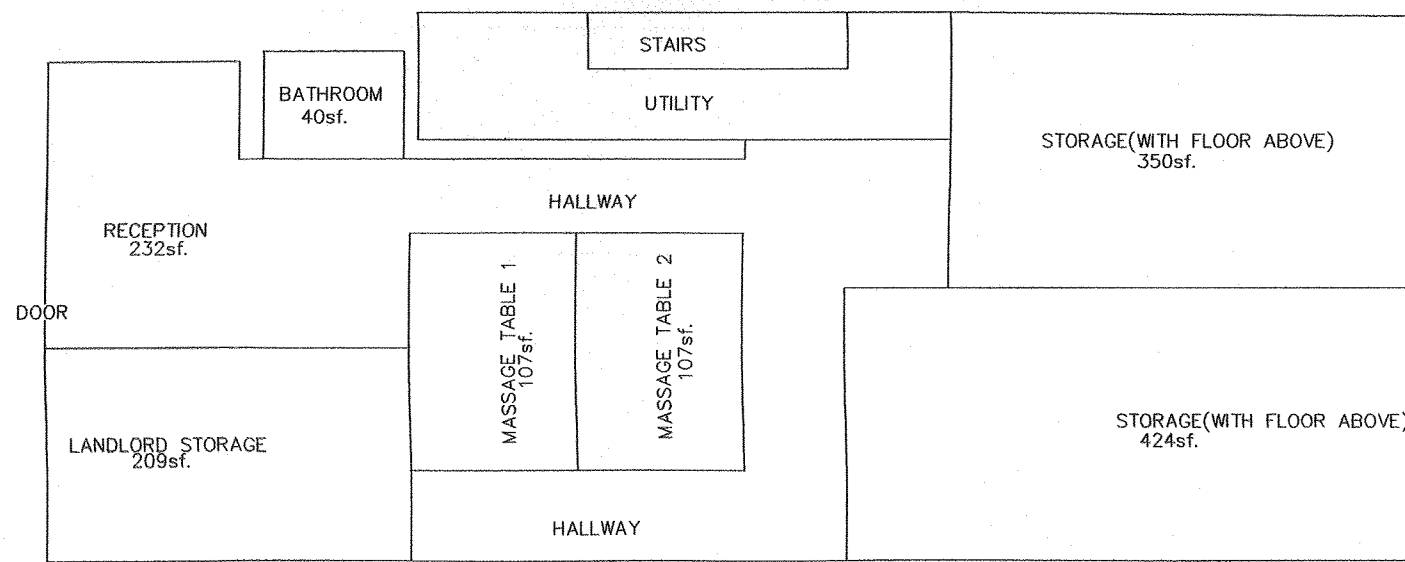 STAIRS
BATHROOM
40sf.
UTILITY
STORAGE(WITH FLOOR ABOVE)
350sf.
HALLWAY
RECEPTION
232sf.
DOOR
MASSAGE TABLE 1
107sf.
MASSAGE TABLE 2
107sf.
LANDLORD STORAGE
209sf.
STORAGE(WITH FLOOR ABOVE)
424sf.
HALLWAY